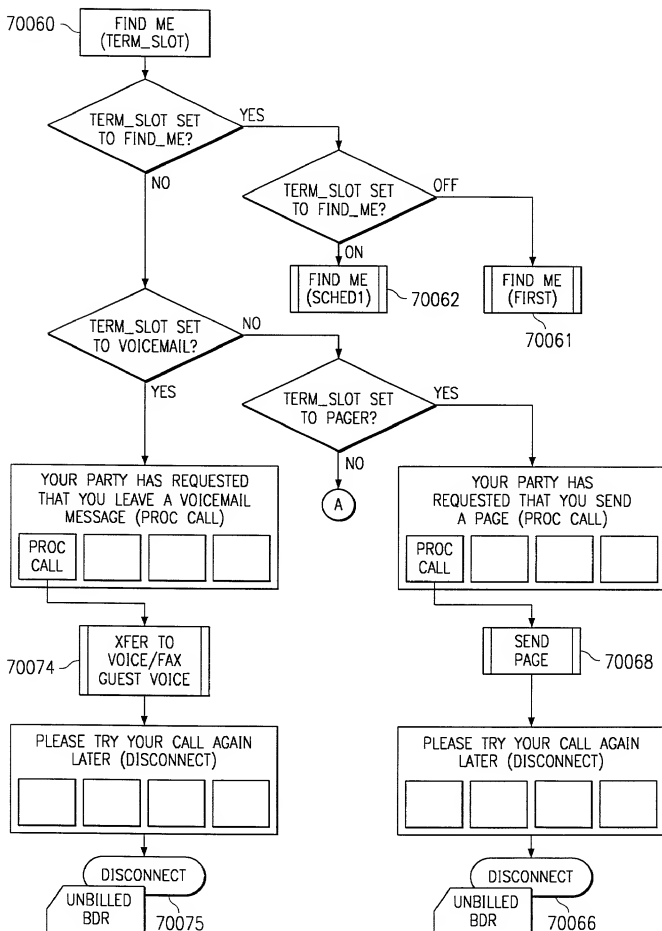 70060
FIND ME
(TERM_SLOT)
TERM_SLOT SET
TO FIND_ME?
YES
NO
TERM_SLOT SET
TO FIND_ME?
OFF
ON
FIND ME
(SCHED1)
70062
FIND ME
(FIRST)
70061
TERM_SLOT SET
TO VOICEMAIL?
NO
YES
TERM_SLOT SET
TO PAGER?
YES
NO
A
YOUR PARTY HAS REQUESTED
THAT YOU LEAVE A VOICEMAIL
MESSAGE (PROC CALL)
PROC
CALL
YOUR PARTY HAS
REQUESTED THAT YOU SEND
A PAGE (PROC CALL)
PROC
CALL
70074
XFER TO
VOICE/FAX
GUEST VOICE
SEND
PAGE
70068
PLEASE TRY YOUR CALL AGAIN
LATER (DISCONNECT)
PLEASE TRY YOUR CALL AGAIN
LATER (DISCONNECT)
DISCONNECT
UNBILLED
BDR
70075
DISCONNECT
UNBILLED
BDR
70066